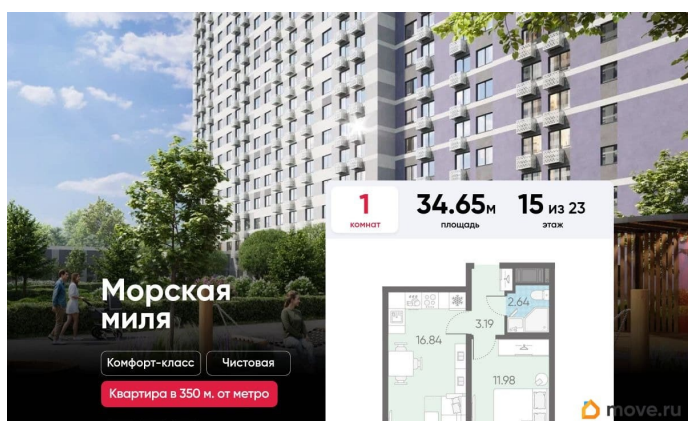 1
комнат
34.65м
площадь
15 из 23
этаж
Морская
миля
Комфорт-класс
Чистовая
Квартира в 350 м. от метро
2.64
3.19
16.84
11.98
move.ru